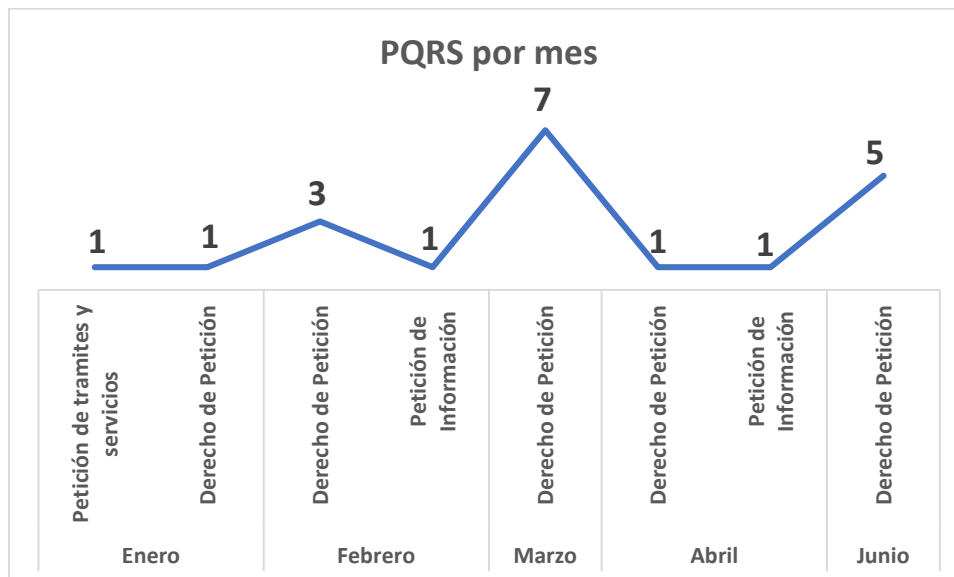 PQRS por mes
1
1
3
1
7
1
1
5
Petición de tramites y
servicios
Derecho de Petición
Derecho de Petición
Petición de
Información
Derecho de Petición
Derecho de Petición
Petición de
Información
Derecho de Petición
Enero
Febrero
Marzo
Abril
Junio